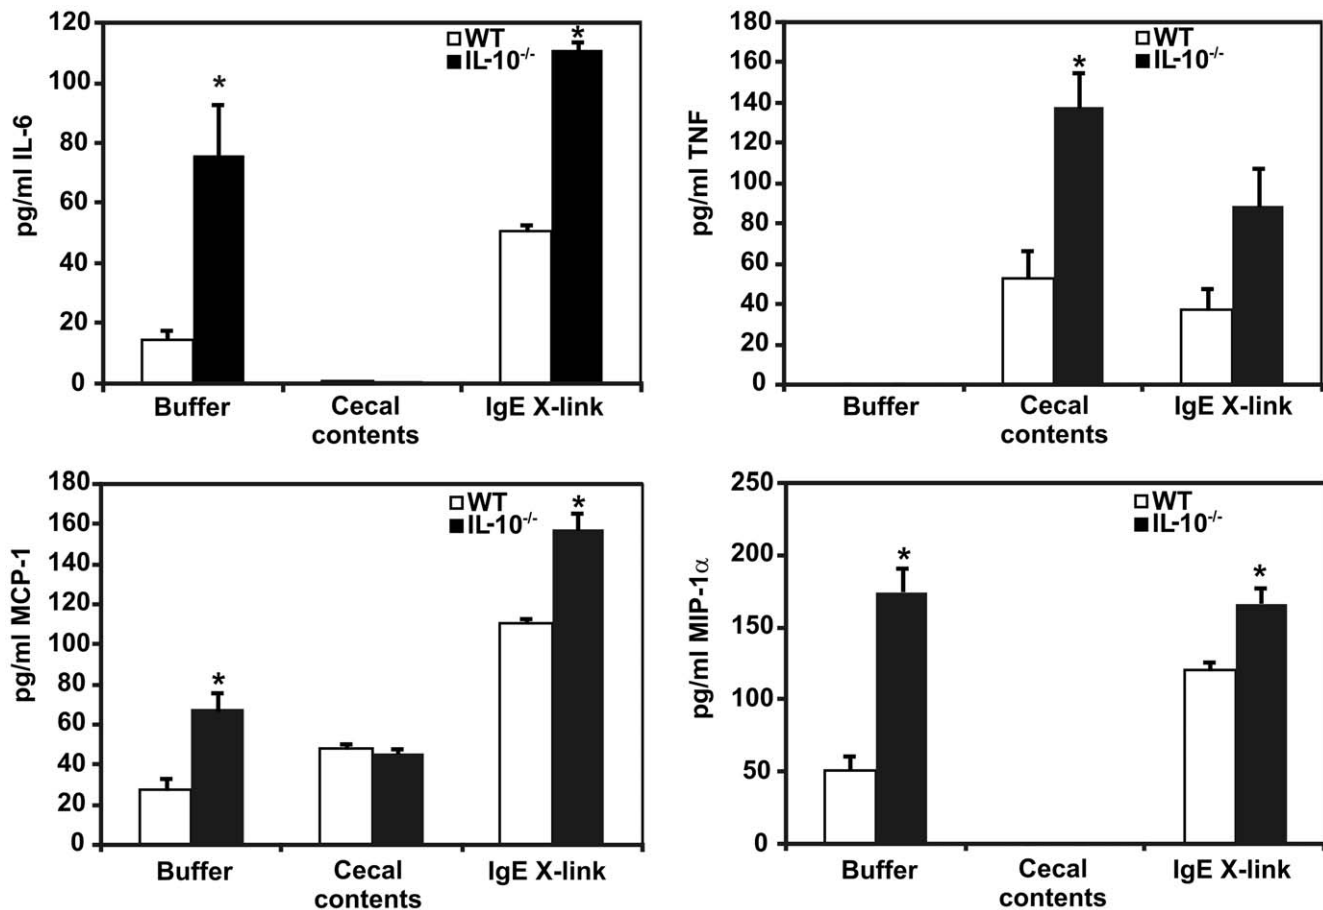 pg/ml IL-6
120
100
80
60
40
20
0
WT
IL-10-/-
*
*
Buffer
Cecal
contents
IgE X-link
pg/ml TNF
180
160
140
120
100
80
60
40
20
0
WT
IL-10-/-
*
Buffer
Cecal
contents
IgE X-link
pg/ml MCP-1
180
160
140
120
100
80
60
40
20
0
WT
IL-10-/-
*
*
Buffer
Cecal
contents
IgE X-link
pg/ml MIP-1α
250
200
150
100
50
0
WT
IL-10-/-
*
*
Buffer
Cecal
contents
IgE X-link